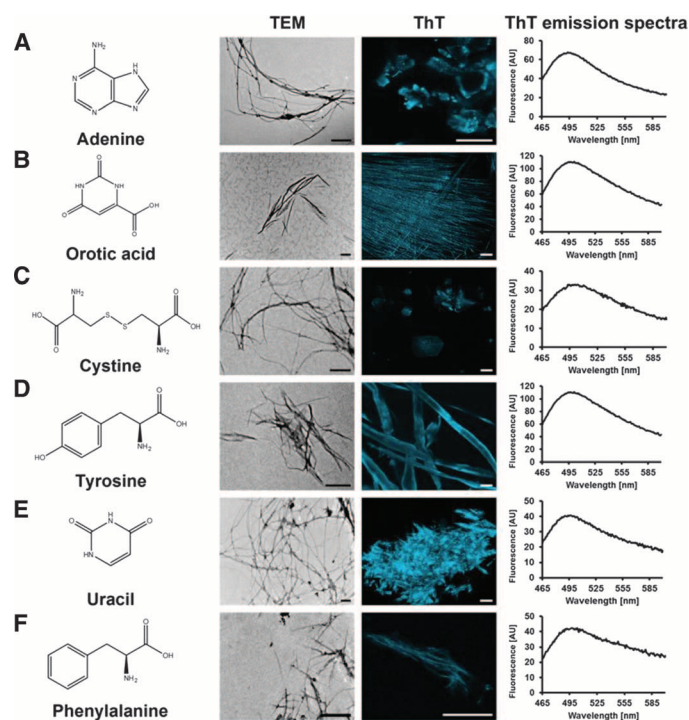 TEM ThT ThT emission spectra
A
NH₂
N
N
N
H
N
Adenine
Fluorescence [AU]
80
60
40
20
0
465 495 525 555 585
Wavelength [nm]
B
O
NH
NH
O
OH
O
Orotic acid
Fluorescence [AU]
120
100
80
60
40
20
0
465 495 525 555 585
Wavelength [nm]
C
NH₂
HO
O
S
S
O
OH
NH₂
Cystine
Fluorescence [AU]
40
30
20
10
0
465 495 525 555 585
Wavelength [nm]
D
O
OH
NH₂
HO
Tyrosine
Fluorescence [AU]
120
100
80
60
40
20
0
465 495 525 555 585
Wavelength [nm]
E
H
N
O
O
HN
Uracil
Fluorescence [AU]
50
40
30
20
10
0
465 495 525 555 585
Wavelength [nm]
F
O
OH
NH₂
Phenylalanine
Fluorescence [AU]
50
40
30
20
10
0
465 495 525 555 585
Wavelength [nm]